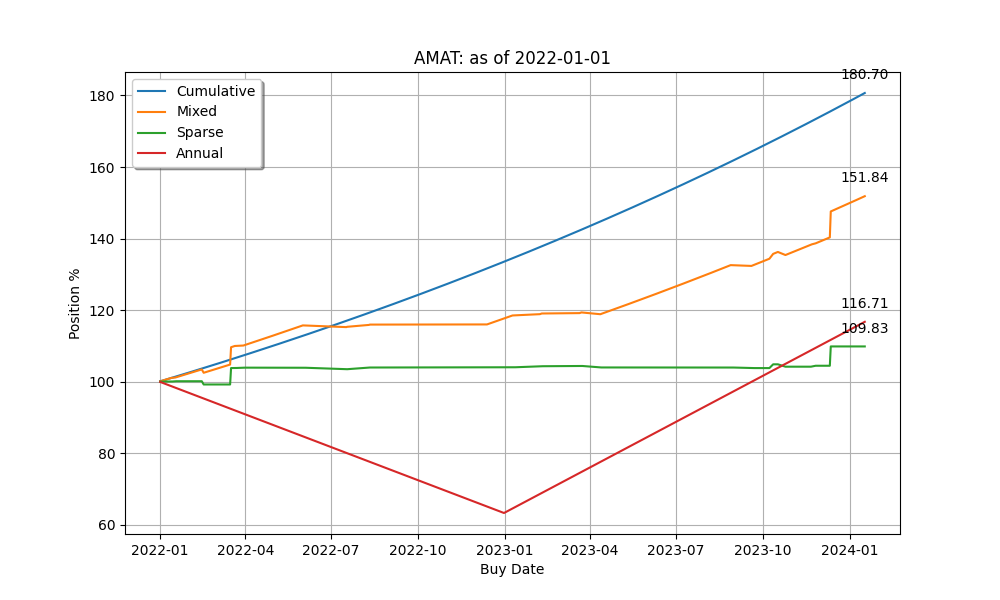 AMAT: as of 2022-01-01
Cumulative
Mixed
Sparse
Annual
180.70
151.84
116.71
109.83
Position %
180
160
140
120
100
80
60
2022-01 2022-04 2022-07 2022-10 2023-01 2023-04 2023-07 2023-10 2024-01
Buy Date